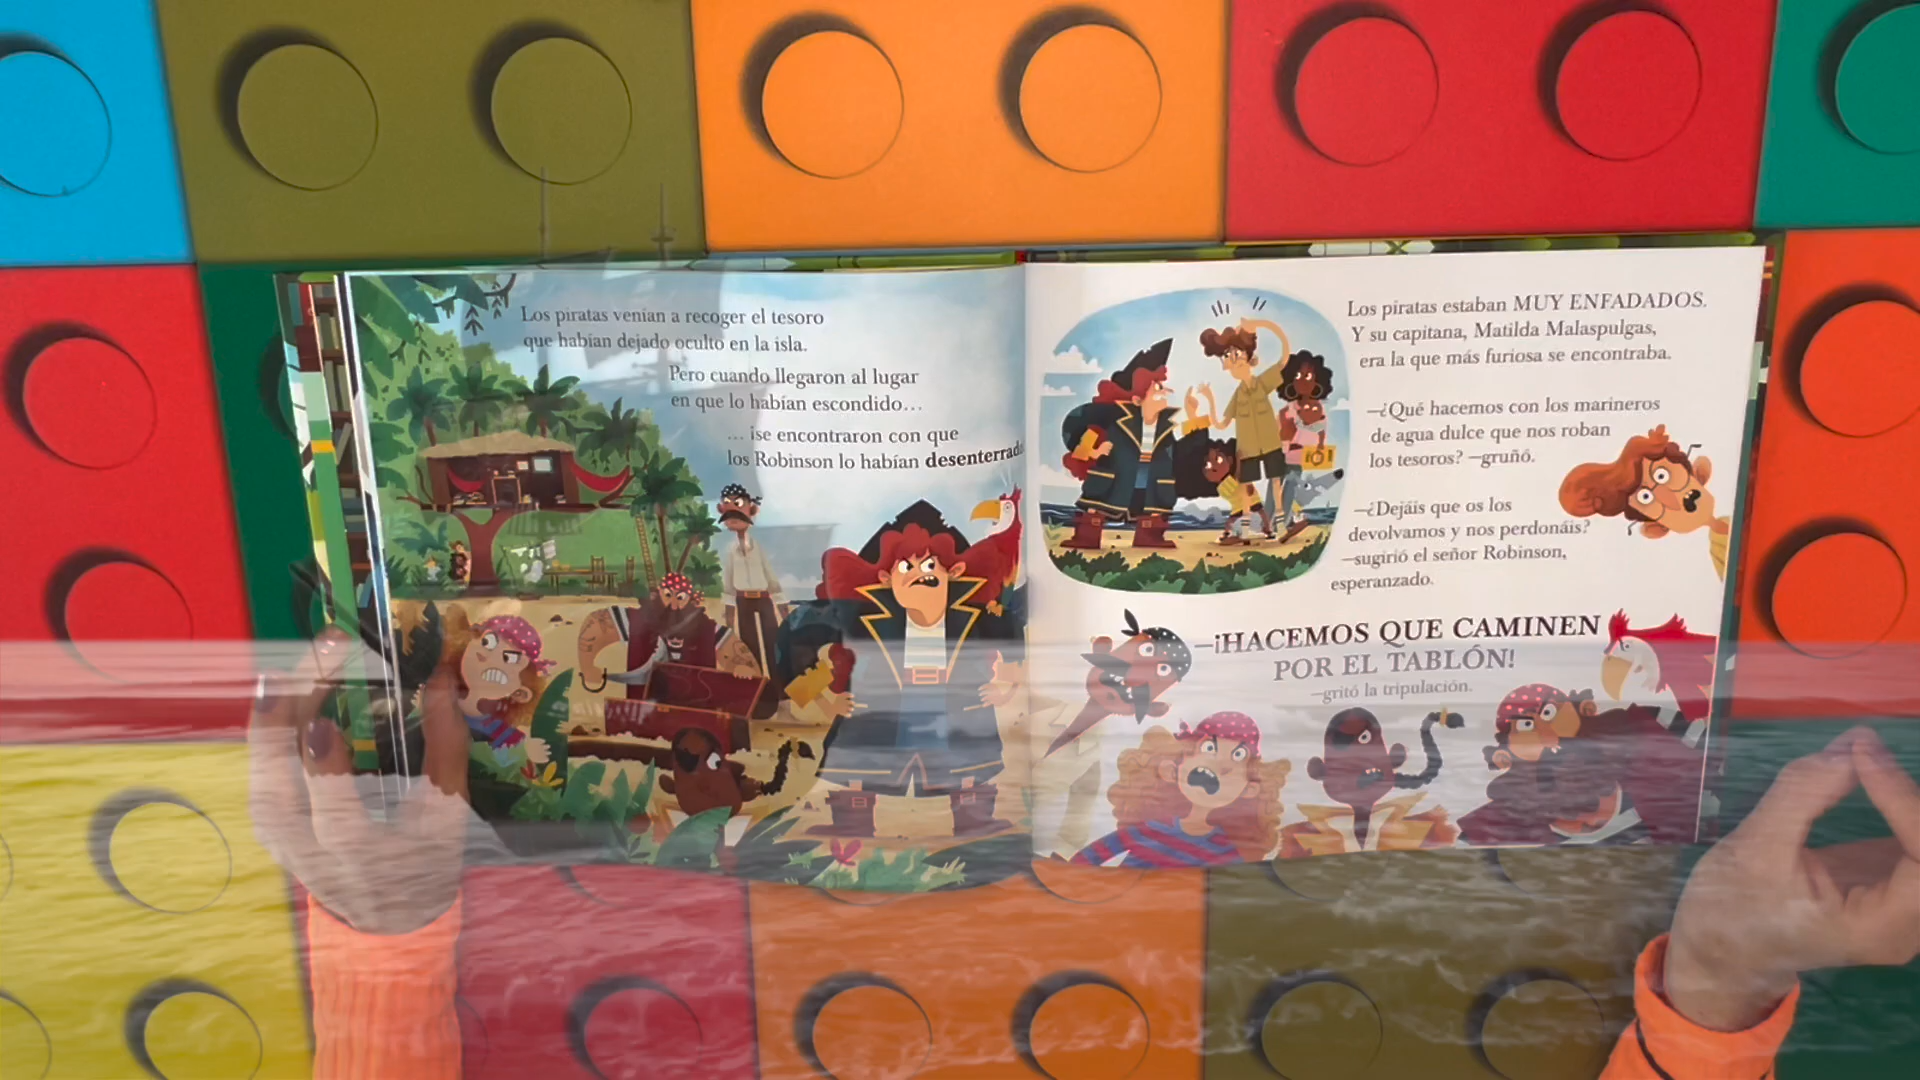 Los piratas venían a recoger el tesoro
que habían dejado oculto en la isla.
Pero cuando llegaron al lugar
en que lo habían escondido…
… ¡se encontraron con que
los Robinson lo habían desenterrado
Los piratas estaban MUY ENFADADOS.
Y su capitana, Matilda Malaspulgas,
era la que más furiosa se encontraba.
—¿Qué hacemos con los marineros
de agua dulce que nos roban
los tesoros? —gruñó.
—¿Dejáis que os los
devolvamos y nos perdonáis?
—sugirió el señor Robinson,
esperanzado.
—¡HACEMOS QUE CAMINEN
POR EL TABLÓN!
—gritó la tripulación.